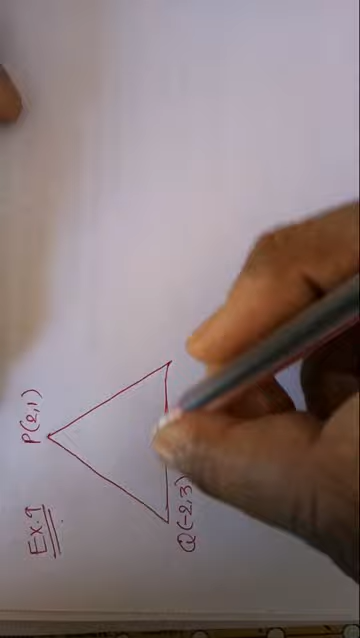 Ex. 9
P(2,1)
Q(-2,3)